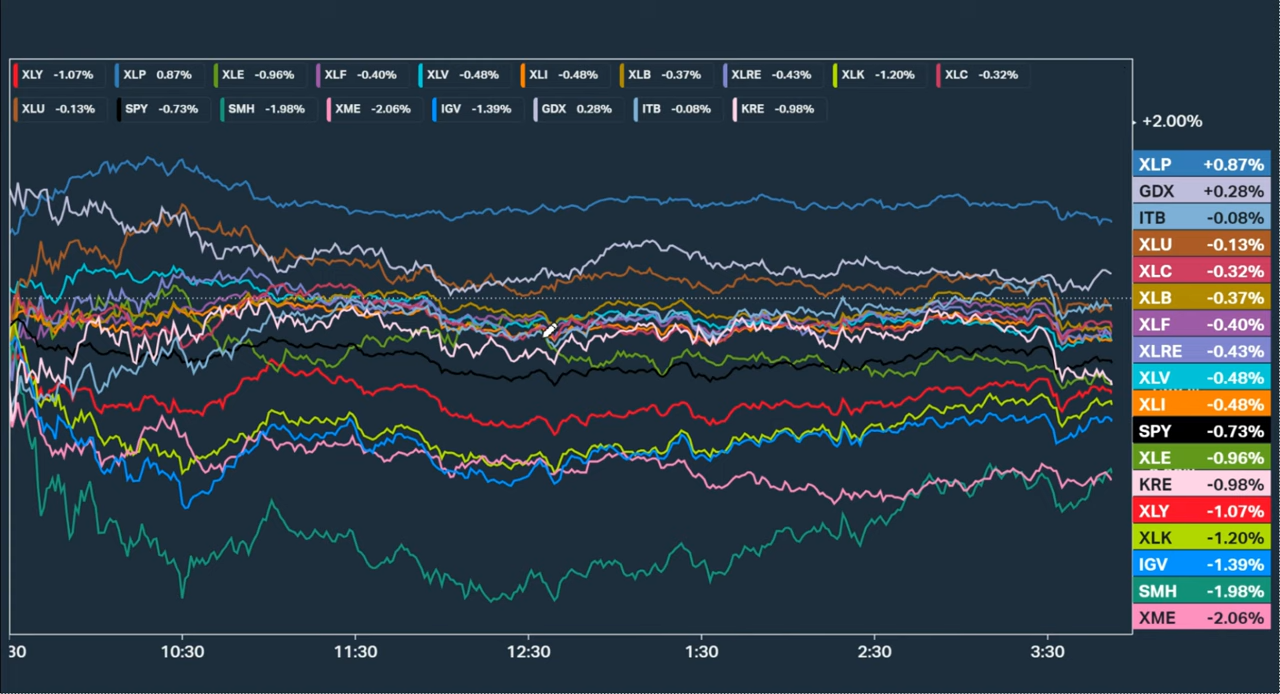 XLY -1.07% XLP 0.87% XLE -0.96% XLF -0.40% XLV -0.48% XLI -0.48% XLB -0.37% XLRE -0.43% XLK -1.20% XLC -0.32%
XLU -0.13% SPY -0.73% SMH -1.98% XME -2.06% IGV -1.39% GDX 0.28% ITB -0.08% KRE -0.98%
+2.00%
XLP +0.87%
GDX +0.28%
ITB -0.08%
XLU -0.13%
XLC -0.32%
XLB -0.37%
XLF -0.40%
XLRE -0.43%
XLV -0.48%
XLI -0.48%
SPY -0.73%
XLE -0.96%
KRE -0.98%
XLY -1.07%
XLK -1.20%
IGV -1.39%
SMH -1.98%
XME -2.06%
:30 10:30 11:30 12:30 1:30 2:30 3:30